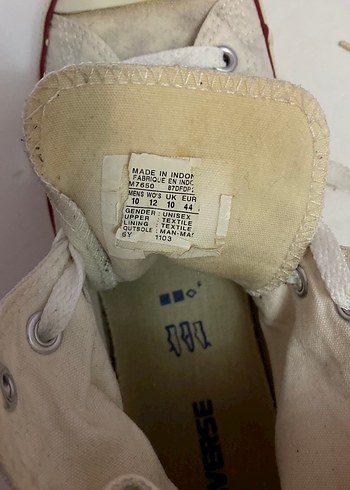 MADE IN INDON
FABRIQUE EN INDO
M7650
MENS WO'S UK EUR
10 12 10 44
GENDER : UNISEX
UPPER : TEXTILE
LINING : TEXTILE
OUTSOLE : MAN-MA
6Y 1103
VERSE